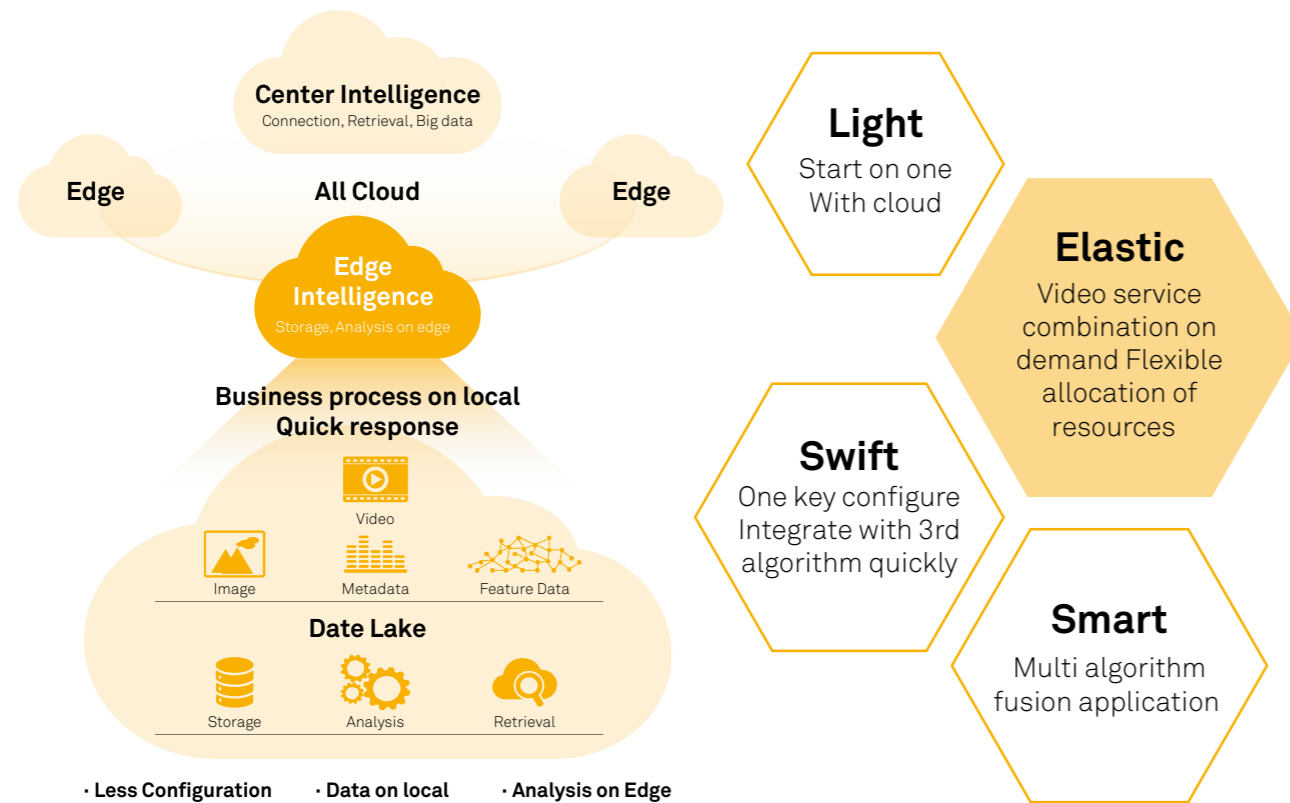 Center Intelligence
Connection, Retrieval, Big data
Edge
All Cloud
Edge
Edge
Intelligence
Storage, Analysis on edge
Business process on local
Quick response
Video
Image
Metadata
Feature Data
Date Lake
Storage
Analysis
Retrieval
· Less Configuration
· Data on local
· Analysis on Edge
Light
Start on one
With cloud
Elastic
Video service
combination on
demand Flexible
allocation of
resources
Swift
One key configure
Integrate with 3rd
algorithm quickly
Smart
Multi algorithm
fusion application